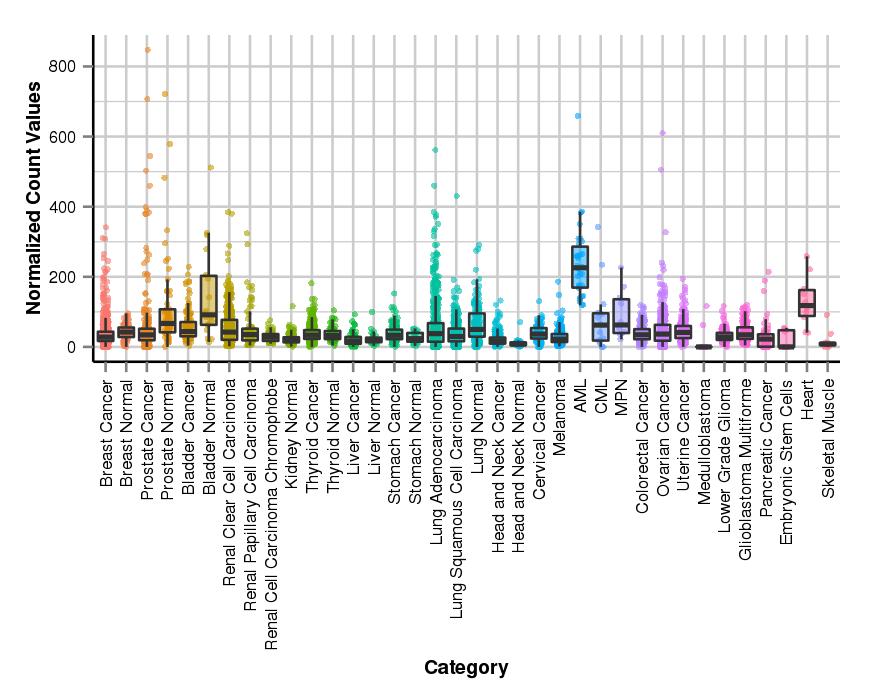 Normalized Count Values
800
600
400
200
0
Breast Cancer
Breast Normal
Prostate Cancer
Prostate Normal
Bladder Cancer
Bladder Normal
Renal Clear Cell Carcinoma
Renal Papillary Cell Carcinoma
Renal Cell Carcinoma Chromophobe
Kidney Normal
Thyroid Cancer
Thyroid Normal
Liver Cancer
Liver Normal
Stomach Cancer
Stomach Normal
Lung Adenocarcinoma
Lung Squamous Cell Carcinoma
Lung Normal
Head and Neck Cancer
Head and Neck Normal
Cervical Cancer
Melanoma
AML
CML
MPN
Colorectal Cancer
Ovarian Cancer
Uterine Cancer
Medulloblastoma
Lower Grade Glioma
Glioblastoma Multiforme
Pancreatic Cancer
Embryonic Stem Cells
Heart
Skeletal Muscle
Category